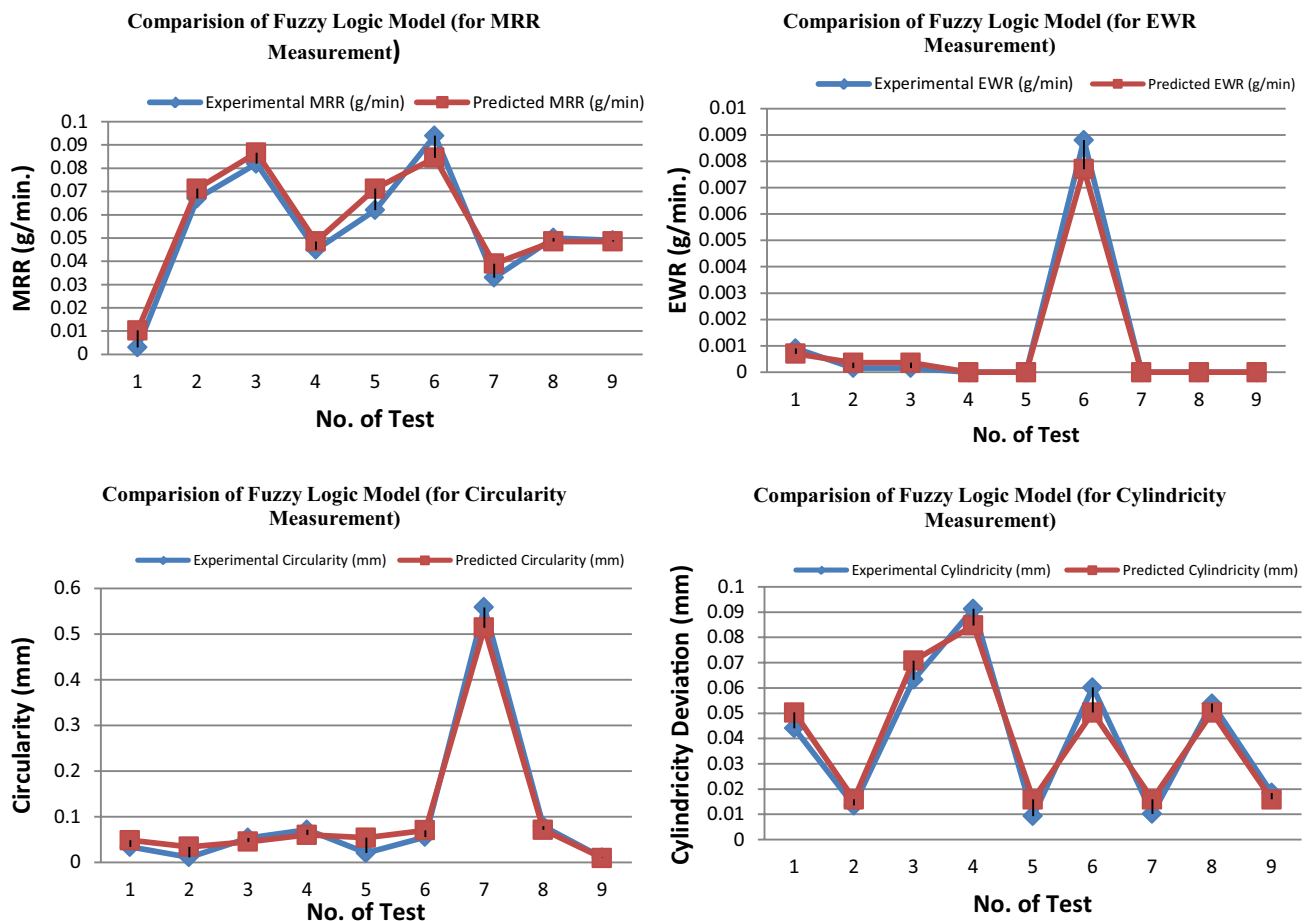 Comparision of Fuzzy Logic Model (for MRR
Measurement)
Experimental MRR (g/min)
Predicted MRR (g/min)
0.1
0.09
0.08
0.07
0.06
0.05
0.04
0.03
0.02
0.01
0
MRR (g/min.)
1 2 3 4 5 6 7 8 9
No. of Test
Comparision of Fuzzy Logic Model (for EWR
Measurement)
Experimental EWR (g/min)
Predicted EWR (g/min)
0.01
0.009
0.008
0.007
0.006
0.005
0.004
0.003
0.002
0.001
0
EWR (g/min.)
1 2 3 4 5 6 7 8 9
No. of Test
Comparision of Fuzzy Logic Model (for Circularity
Measurement)
Experimental Circularity (mm)
Predicted Circularity (mm)
0.6
0.5
0.4
0.3
0.2
0.1
0
Circularity (mm)
1 2 3 4 5 6 7 8 9
No. of Test
Comparision of Fuzzy Logic Model (for Cylindricity
Measurement)
Experimental Cylindricity (mm)
Predicted Cylindricity (mm)
0.1
0.09
0.08
0.07
0.06
0.05
0.04
0.03
0.02
0.01
0
Cylindricity Deviation (mm)
1 2 3 4 5 6 7 8 9
No. of Test